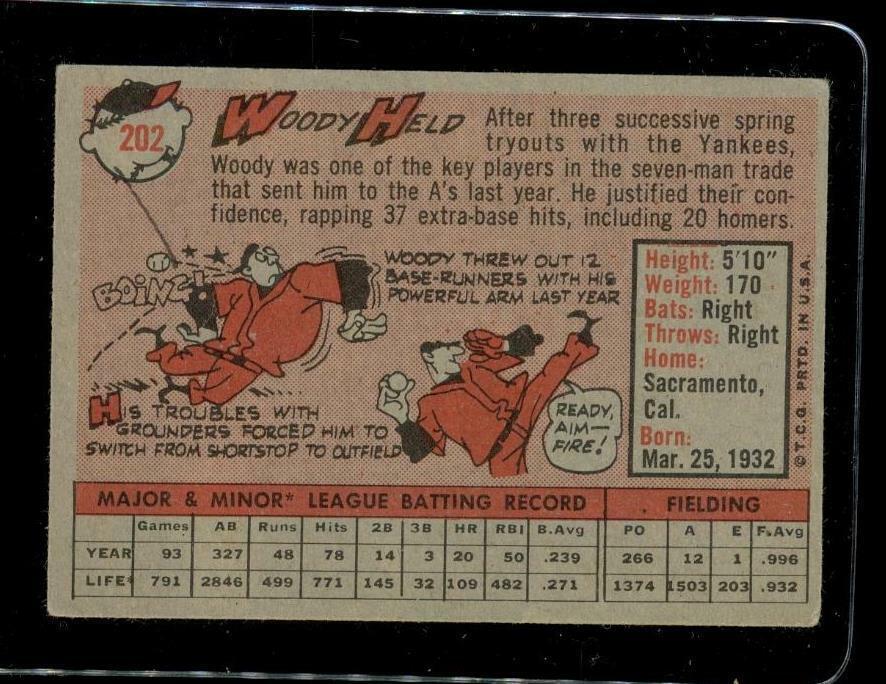 202
WOODY HELD
After three successive spring
tryouts with the Yankees,
Woody was one of the key players in the seven-man trade
that sent him to the A's last year. He justified their con-
fidence, rapping 37 extra-base hits, including 20 homers.
BOING!
WOODY THREW OUT 12
BASE-RUNNERS WITH HIS
POWERFUL ARM LAST YEAR
HIS TROUBLES WITH
GROUNDERS FORCED HIM TO
SWITCH FROM SHORTSTOP TO OUTFIELD
READY,
AIM—
FIRE!
Height: 5'10"
Weight: 170
Bats: Right
Throws: Right
Home:
Sacramento,
Cal.
Born:
Mar. 25, 1932
© T.C.G. PRTD. IN U.S.A.
MAJOR & MINOR* LEAGUE BATTING RECORD FIELDING
Games AB Runs Hits 2B 3B HR RBI B.Avg PO A E F.Avg
YEAR 93 327 48 78 14 3 20 50 .239 266 12 1 .996
LIFE* 791 2846 499 771 145 32 109 482 .271 1374 1503 203 .932